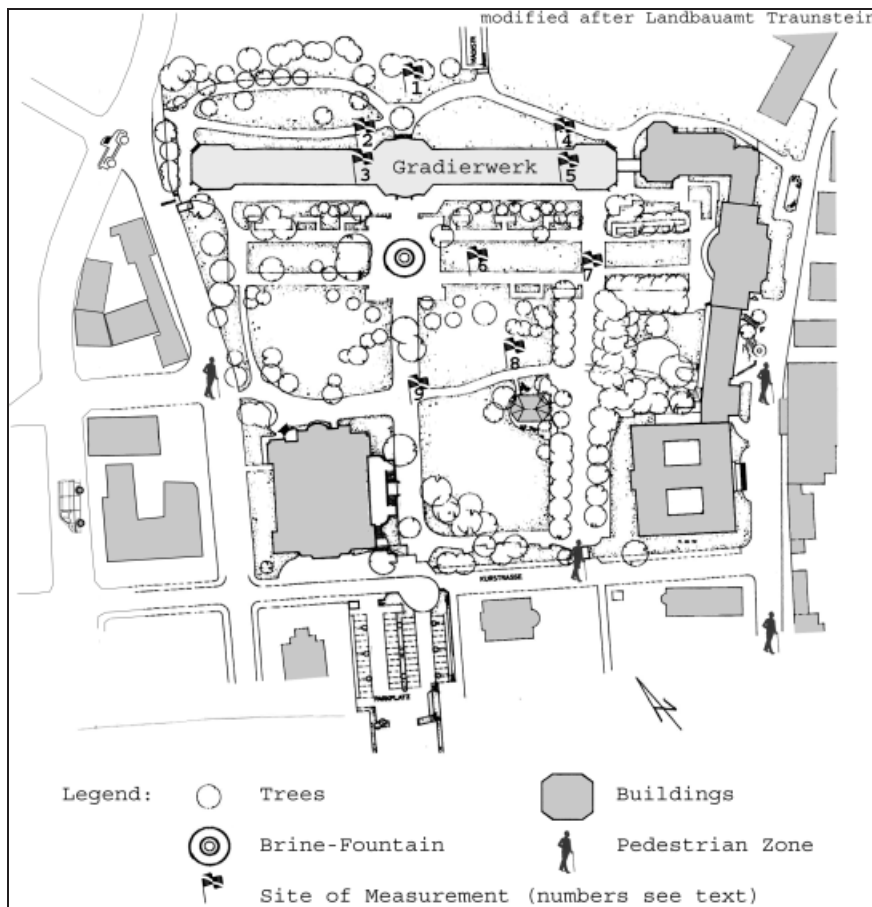 modified after Landbauamt Traunstein
1
2
4
3
Gradierwerk
5
6
7
8
9
KURSTRASSE
PARKPLATZ
Legend:
Trees
Buildings
Brine-Fountain
Pedestrian Zone
Site of Measurement (numbers see text)